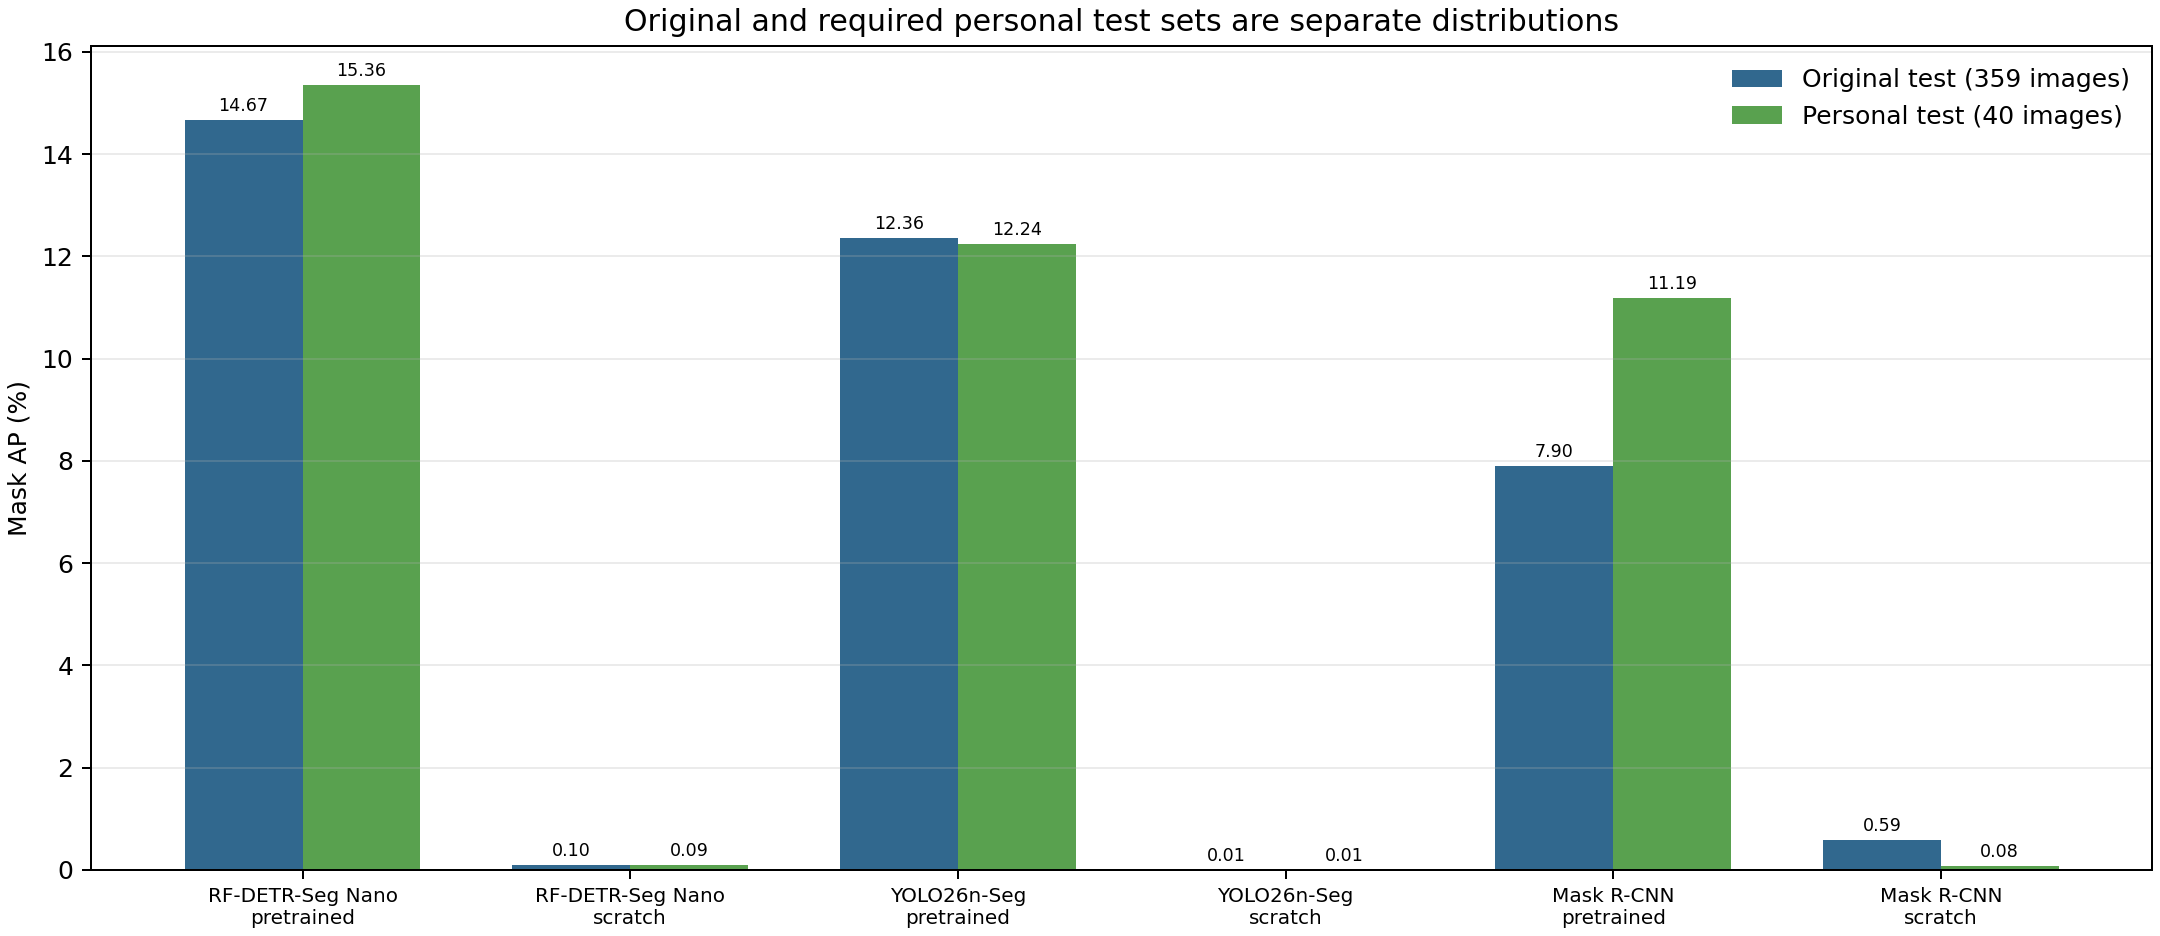 Original and required personal test sets are separate distributions
Original test (359 images)
Personal test (40 images)
Mask AP (%)
16
14
12
10
8
6
4
2
0
14.67
15.36
0.10
0.09
12.36
12.24
0.01
0.01
7.90
11.19
0.59
0.08
RF-DETR-Seg Nano
pretrained
RF-DETR-Seg Nano
scratch
YOLO26n-Seg
pretrained
YOLO26n-Seg
scratch
Mask R-CNN
pretrained
Mask R-CNN
scratch